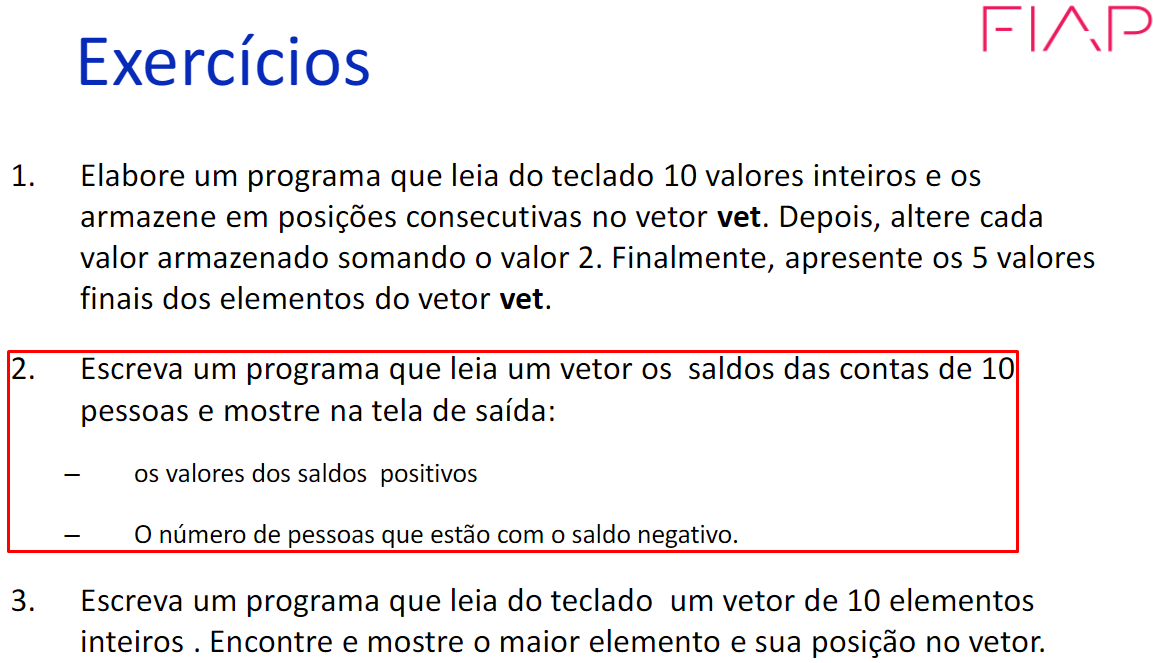 FIAP
Exercícios
1. Elabore um programa que leia do teclado 10 valores inteiros e os
armazene em posições consecutivas no vetor vet. Depois, altere cada
valor armazenado somando o valor 2. Finalmente, apresente os 5 valores
finais dos elementos do vetor vet.
2. Escreva um programa que leia um vetor os saldos das contas de 10
pessoas e mostre na tela de saída:
– os valores dos saldos positivos
– O número de pessoas que estão com o saldo negativo.
3. Escreva um programa que leia do teclado um vetor de 10 elementos
inteiros . Encontre e mostre o maior elemento e sua posição no vetor.